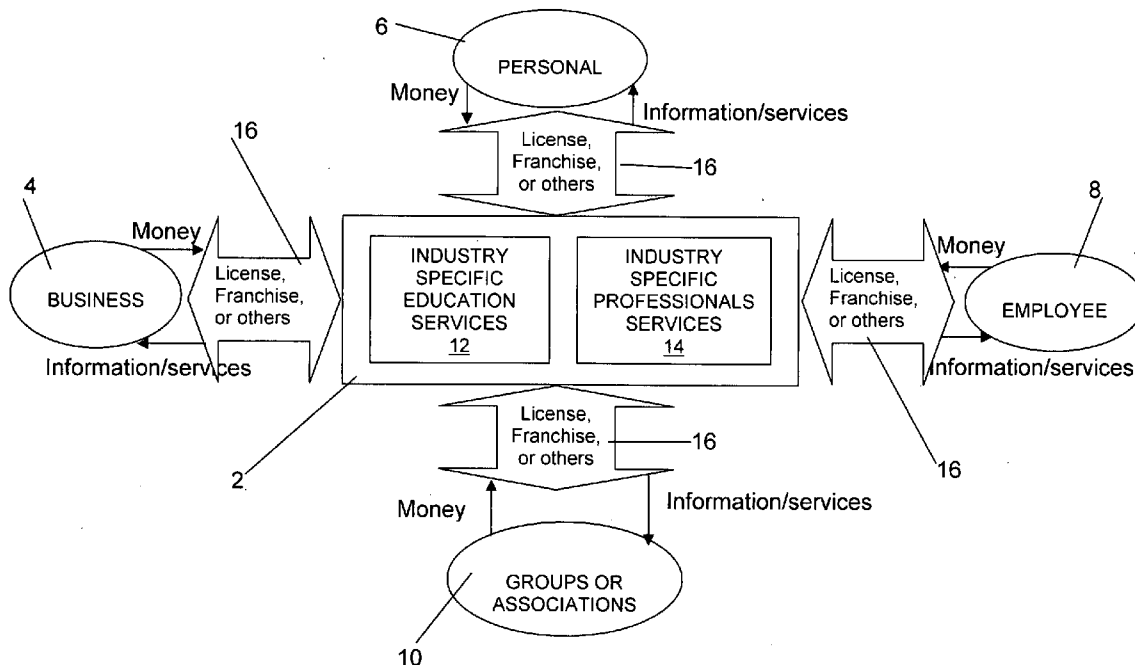 6
PERSONAL
Money
Information/services
16
License,
Franchise,
or others
16
4
8
Money
Money
BUSINESS
License,
Franchise,
or others
INDUSTRY
SPECIFIC
EDUCATION
SERVICES
12
INDUSTRY
SPECIFIC
PROFESSIONALS
SERVICES
14
License,
Franchise,
or others
EMPLOYEE
Information/services
Information/services
License,
Franchise,
or others
16
16
2
Money
Information/services
GROUPS OR
ASSOCIATIONS
10